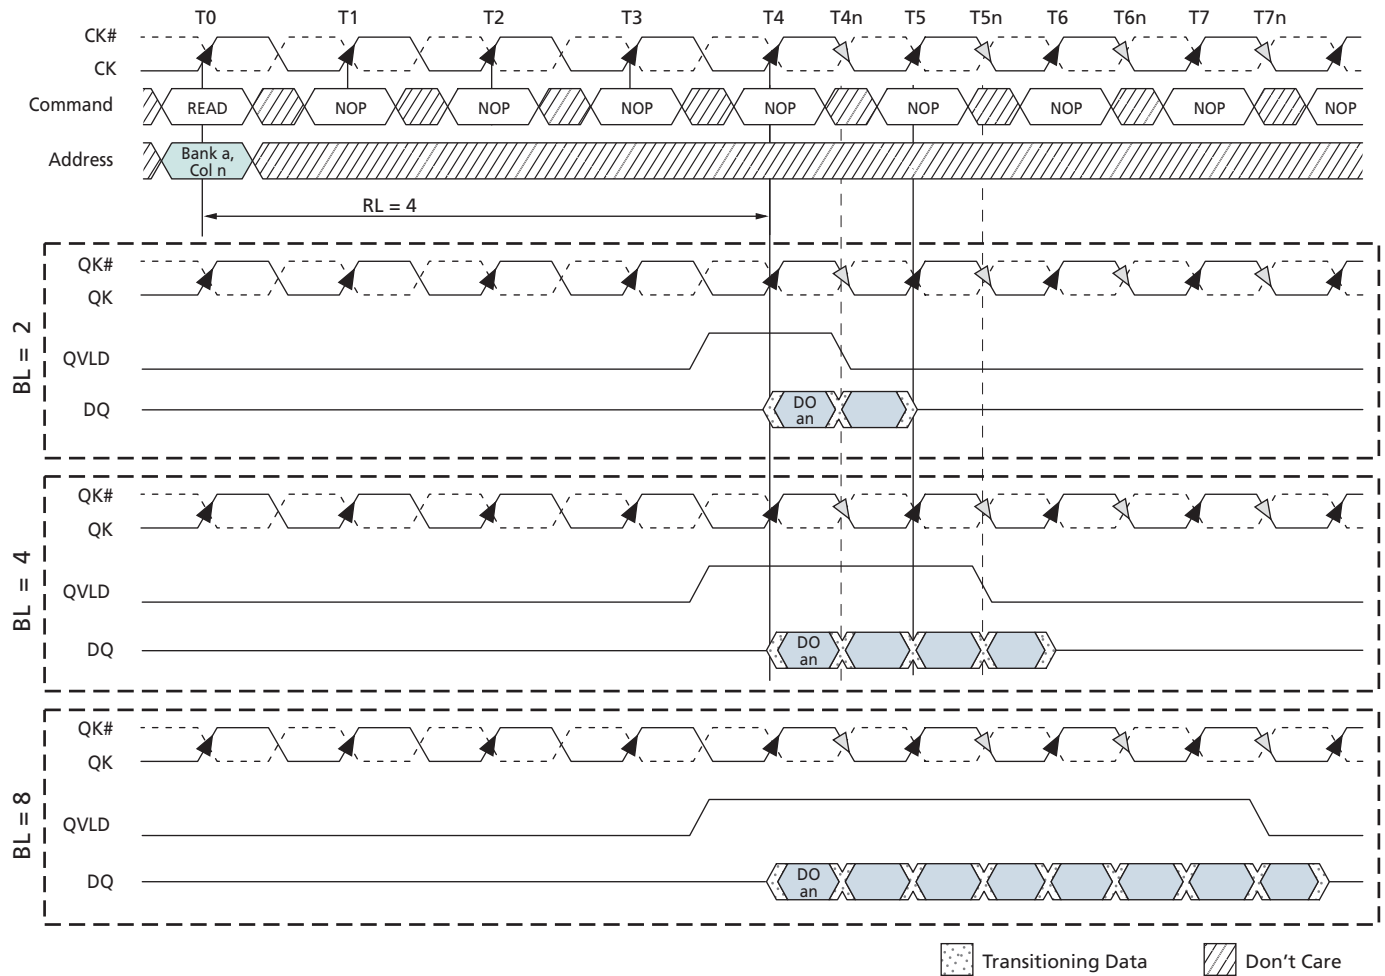 T0 T1 T2 T3 T4 T4n T5 T5n T6 T6n T7 T7n
CK#
CK
Command READ NOP NOP NOP NOP NOP NOP NOP NOP
Address Bank a,
Col n
RL = 4
BL = 2
QK#
QK
QVLD
DQ DO
an
BL = 4
QK#
QK
QVLD
DQ DO
an
BL = 8
QK#
QK
QVLD
DQ DO
an
Transitioning Data Don't Care